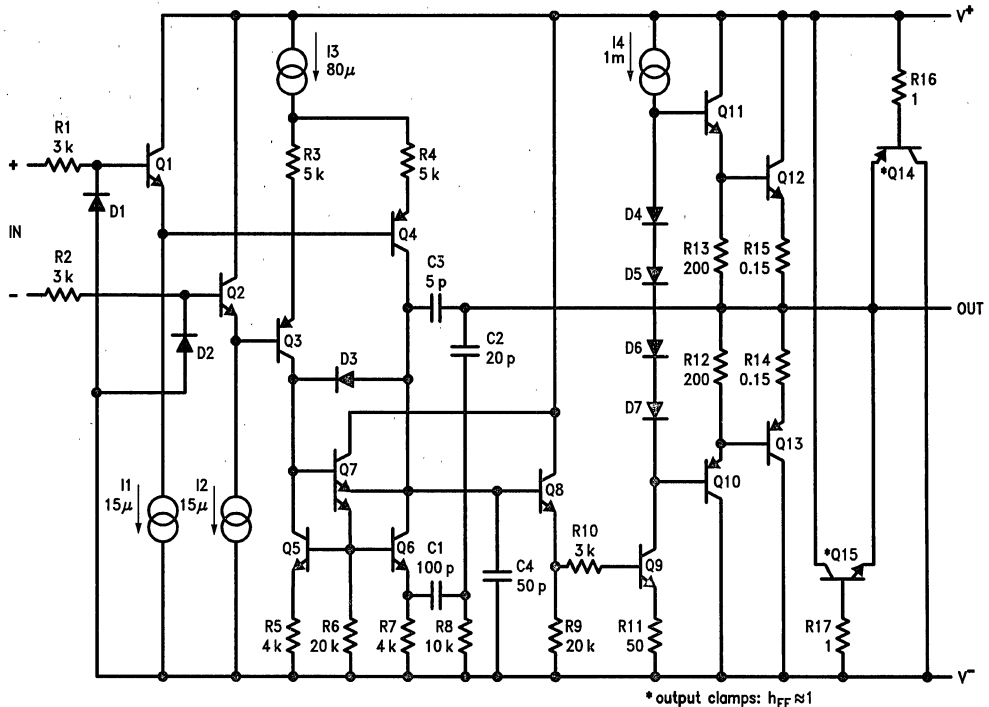 V+
I3
80μ
I4
1m
R16
1
R1
3 k
Q1
R3
5 k
R4
5 k
Q11
*Q14
+
D1
Q12
IN
Q4
D4
R13
200
R15
0.15
R2
3 k
C3
5 p
D5
-
Q2
OUT
Q3
C2
20 p
D6
R12
200
R14
0.15
D2
D3
D7
Q13
Q7
Q8
Q10
I1
15μ
I2
15μ
R10
3 k
Q5
Q6
C1
100 p
C4
50 p
Q9
*Q15
R5
4 k
R6
20 k
R7
4 k
R8
10 k
R9
20 k
R11
50
R17
1
V-
* output clamps: hFE≈1